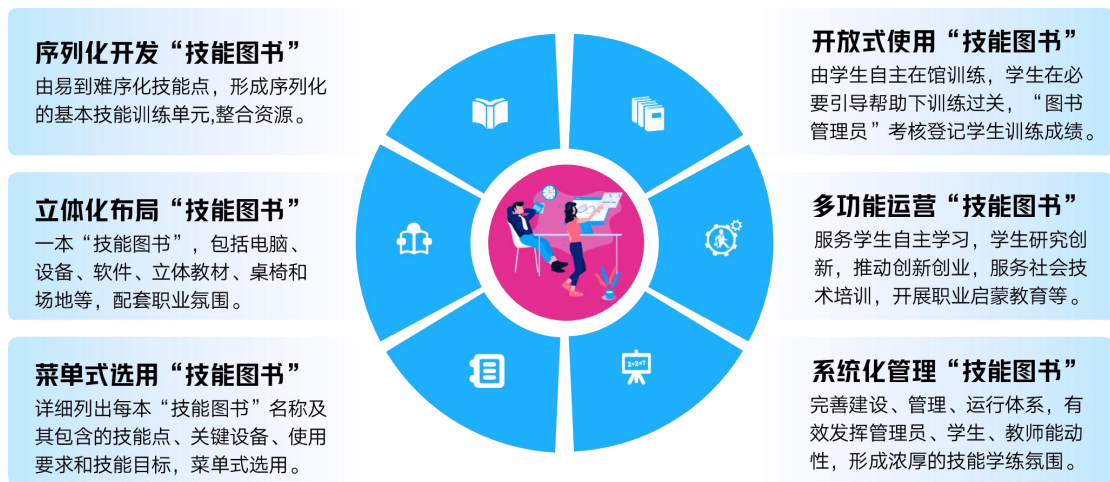 序列化开发“技能图书”
由易到难序化技能点，形成序列化
的基本技能训练单元,整合资源。
立体化布局“技能图书”
一本“技能图书”，包括电脑、
设备、软件、立体教材、桌椅和
场地等，配套职业氛围。
菜单式选用“技能图书”
详细列出每本“技能图书”名称及
其包含的技能点、关键设备、使用
要求和技能目标，菜单式选用。
开放式使用“技能图书”
由学生自主在馆训练，学生在必
要引导帮助下训练过关，“图书
管理员”考核登记学生训练成绩。
多功能运营“技能图书”
服务学生自主学习，学生研究创
新，推动创新创业，服务社会技
术培训，开展职业启蒙教育等。
系统化管理“技能图书”
完善建设、管理、运行体系，有
效发挥管理员、学生、教师能动
性，形成浓厚的技能学练氛围。
2+2=?